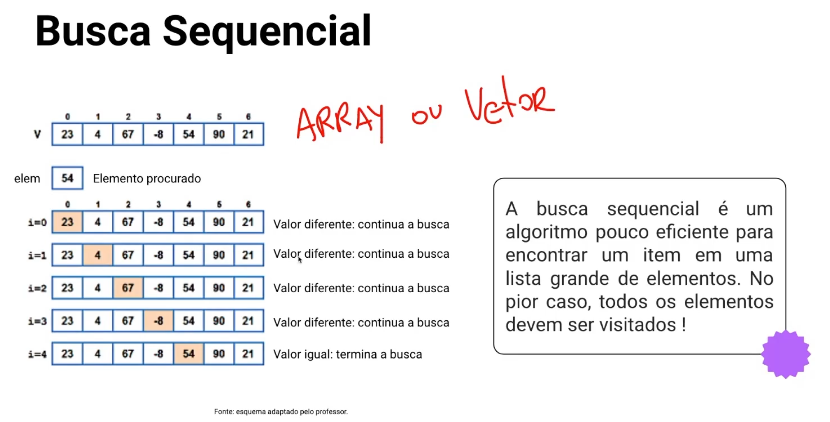 Busca Sequencial
ARRAY ou Vetor
0 1 2 3 4 5 6
V 23 4 67 -8 54 90 21
elem 54 Elemento procurado
0 1 2 3 4 5 6
i=0 23 4 67 -8 54 90 21 Valor diferente: continua a busca
i=1 23 4 67 -8 54 90 21 Valor diferente: continua a busca
i=2 23 4 67 -8 54 90 21 Valor diferente: continua a busca
i=3 23 4 67 -8 54 90 21 Valor diferente: continua a busca
i=4 23 4 67 -8 54 90 21 Valor igual: termina a busca
A busca sequencial é um
algoritmo pouco eficiente para
encontrar um item em uma
lista grande de elementos. No
pior caso, todos os elementos
devem ser visitados !
Fonte: esquema adaptado pelo professor.